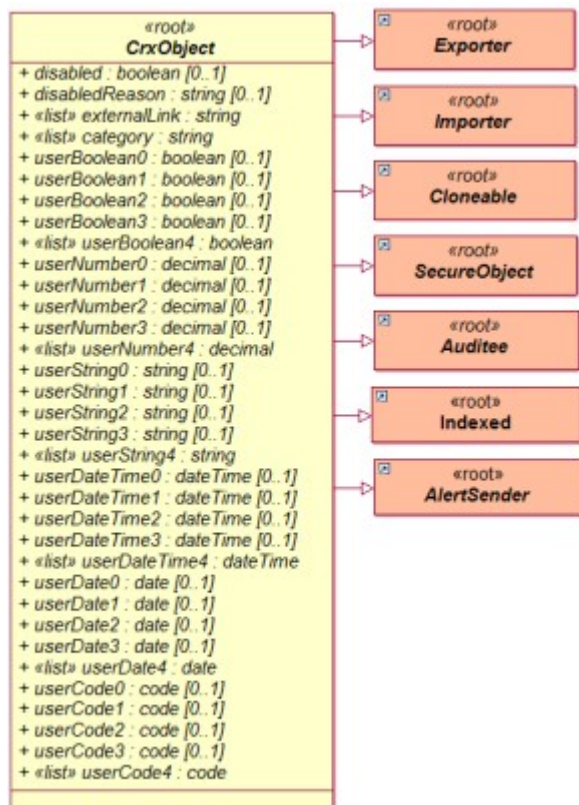 «root»
CrxObject
+ disabled : boolean [0..1]
+ disabledReason : string [0..1]
+ «list» externalLink : string
+ «list» category : string
+ userBoolean0 : boolean [0..1]
+ userBoolean1 : boolean [0..1]
+ userBoolean2 : boolean [0..1]
+ userBoolean3 : boolean [0..1]
+ «list» userBoolean4 : boolean
+ userNumber0 : decimal [0..1]
+ userNumber1 : decimal [0..1]
+ userNumber2 : decimal [0..1]
+ userNumber3 : decimal [0..1]
+ «list» userNumber4 : decimal
+ userString0 : string [0..1]
+ userString1 : string [0..1]
+ userString2 : string [0..1]
+ userString3 : string [0..1]
+ «list» userString4 : string
+ userDateTime0 : dateTime [0..1]
+ userDateTime1 : dateTime [0..1]
+ userDateTime2 : dateTime [0..1]
+ userDateTime3 : dateTime [0..1]
+ «list» userDateTime4 : dateTime
+ userDate0 : date [0..1]
+ userDate1 : date [0..1]
+ userDate2 : date [0..1]
+ userDate3 : date [0..1]
+ «list» userDate4 : date
+ userCode0 : code [0..1]
+ userCode1 : code [0..1]
+ userCode2 : code [0..1]
+ userCode3 : code [0..1]
+ «list» userCode4 : code
«root»
Exporter
«root»
Importer
«root»
Cloneable
«root»
SecureObject
«root»
Auditee
«root»
Indexed
«root»
AlertSender